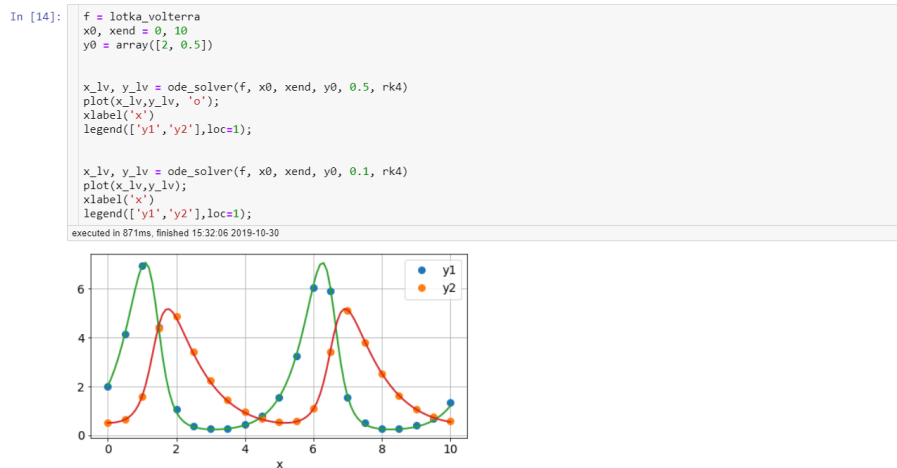 In [14]:
f = lotka_volterra
x0, xend = 0, 10
y0 = array([2, 0.5])
x_lv, y_lv = ode_solver(f, x0, xend, y0, 0.5, rk4)
plot(x_lv,y_lv, 'o');
xlabel('x')
legend(['y1','y2'],loc=1);
x_lv, y_lv = ode_solver(f, x0, xend, y0, 0.1, rk4)
plot(x_lv,y_lv);
xlabel('x')
legend(['y1','y2'],loc=1);
executed in 871ms, finished 15:32:06 2019-10-30
y1
y2
6
4
2
0
0 2 4 6 8 10
x